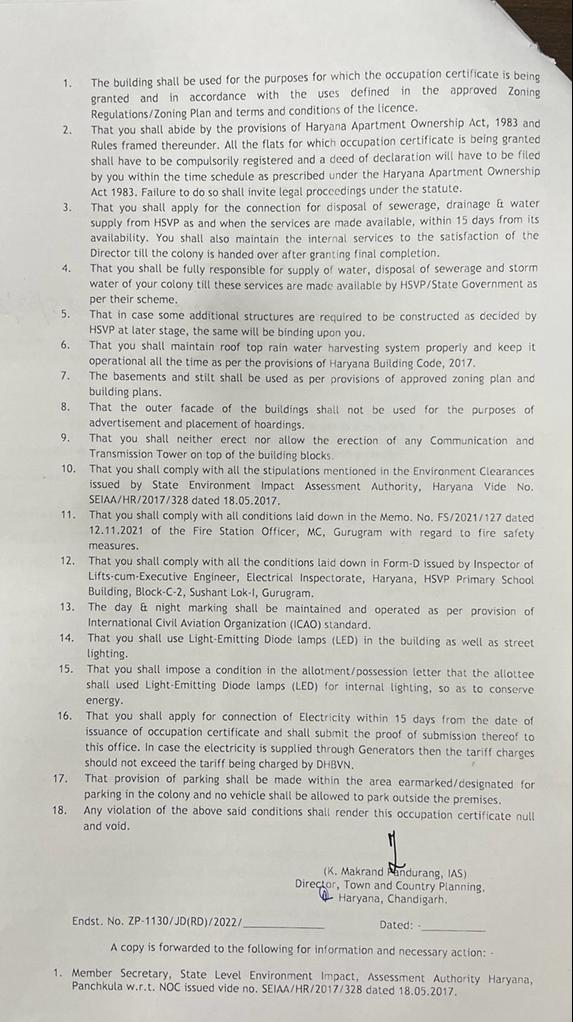 1. The building shall be used for the purposes for which the occupation certificate is being
granted and in accordance with the uses defined in the approved Zoning
Regulations/Zoning Plan and terms and conditions of the licence.
2. That you shall abide by the provisions of Haryana Apartment Ownership Act, 1983 and
Rules framed thereunder. All the flats for which occupation certificate is being granted
shall have to be compulsorily registered and a deed of declaration will have to be filed
by you within the time schedule as prescribed under the Haryana Apartment Ownership
Act 1983. Failure to do so shall invite legal proceedings under the statute.
3. That you shall apply for the connection for disposal of sewerage, drainage & water
supply from HSVP as and when the services are made available, within 15 days from its
availability. You shall also maintain the internal services to the satisfaction of the
Director till the colony is handed over after granting final completion.
4. That you shall be fully responsible for supply of water, disposal of sewerage and storm
water of your colony till these services are made available by HSVP/State Government as
per their scheme.
5. That in case some additional structures are required to be constructed as decided by
HSVP at later stage, the same will be binding upon you.
6. That you shall maintain roof top rain water harvesting system properly and keep it
operational all the time as per the provisions of Haryana Building Code, 2017.
7. The basements and stilt shall be used as per provisions of approved zoning plan and
building plans.
8. That the outer facade of the buildings shall not be used for the purposes of
advertisement and placement of hoardings.
9. That you shall neither erect nor allow the erection of any Communication and
Transmission Tower on top of the building blocks.
10. That you shall comply with all the stipulations mentioned in the Environment Clearances
issued by State Environment Impact Assessment Authority, Haryana Vide No.
SEIAA/HR/2017/328 dated 18.05.2017.
11. That you shall comply with all conditions laid down in the Memo. No. FS/2021/127 dated
12.11.2021 of the Fire Station Officer, MC, Gurugram with regard to fire safety
measures.
12. That you shall comply with all the conditions laid down in Form-D issued by Inspector of
Lifts-cum-Executive Engineer, Electrical Inspectorate, Haryana, HSVP Primary School
Building, Block-C-2, Sushant Lok-I, Gurugram.
13. The day & night marking shall be maintained and operated as per provision of
International Civil Aviation Organization (ICAO) standard.
14. That you shall use Light-Emitting Diode lamps (LED) in the building as well as street
lighting.
15. That you shall impose a condition in the allotment/possession letter that the allottee
shall used Light-Emitting Diode lamps (LED) for internal lighting, so as to conserve
energy.
16. That you shall apply for connection of Electricity within 15 days from the date of
issuance of occupation certificate and shall submit the proof of submission thereof to
this office. In case the electricity is supplied through Generators then the tariff charges
should not exceed the tariff being charged by DHBVN.
17. That provision of parking shall be made within the area earmarked/designated for
parking in the colony and no vehicle shall be allowed to park outside the premises.
18. Any violation of the above said conditions shall render this occupation certificate null
and void.
(K. Makrand Pandurang, IAS)
Director, Town and Country Planning,
Haryana, Chandigarh.
Endst. No. ZP-1130/JD(RD)/2022/____________ Dated: -__________
A copy is forwarded to the following for information and necessary action: -
1. Member Secretary, State Level Environment Impact, Assessment Authority Haryana,
Panchkula w.r.t. NOC issued vide no. SEIAA/HR/2017/328 dated 18.05.2017.